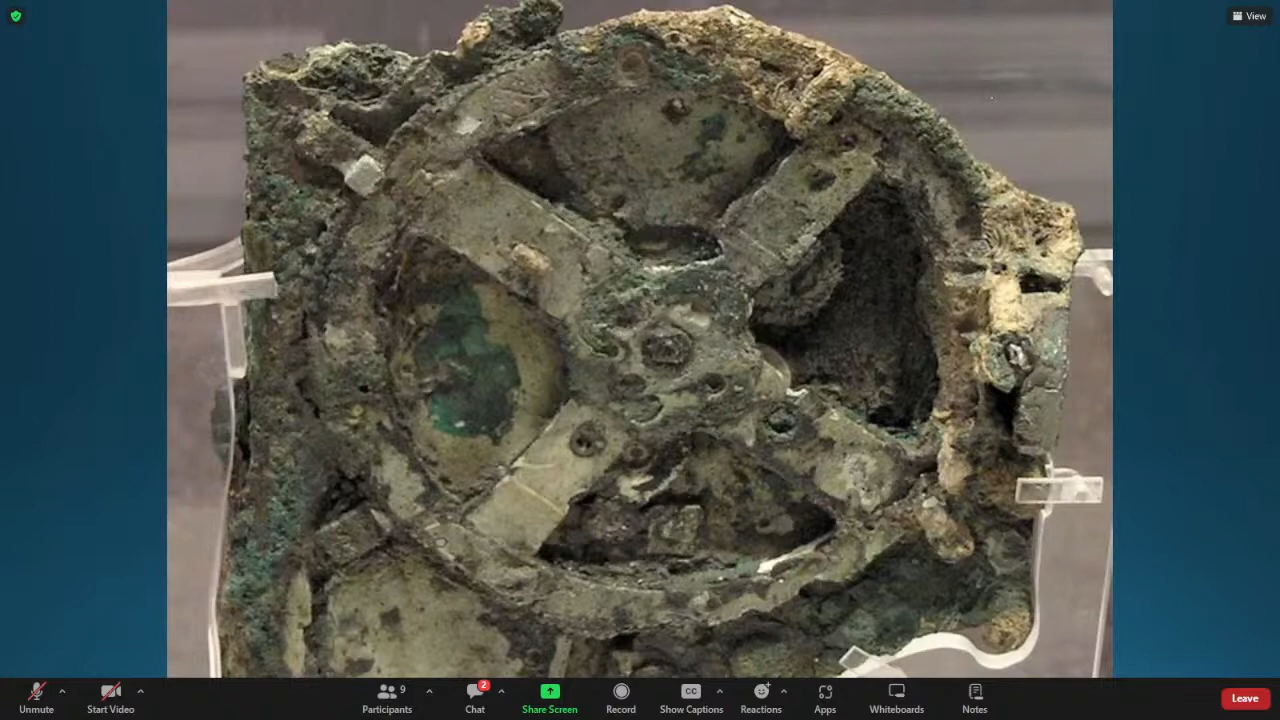 View
Unmute
Start Video
9
Participants
2
Chat
Share Screen
Record
CC
Show Captions
Reactions
Apps
Whiteboards
Notes
Leave